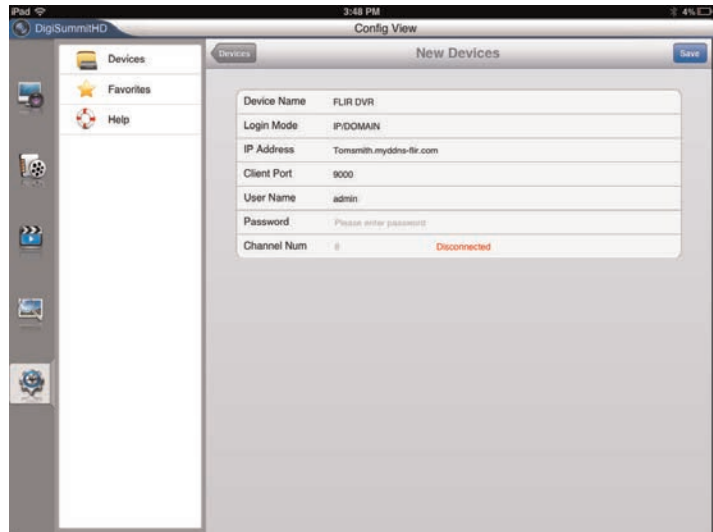 iPad 3:48 PM 4%
DigiSummitHD Config View
Devices
Favorites
Help
Devices New Devices Save
Device Name FLIR DVR
Login Mode IP/DOMAIN
IP Address Tomsmith.myddns-flir.com
Client Port 9000
User Name admin
Password Please enter password
Channel Num 0 Disconnected